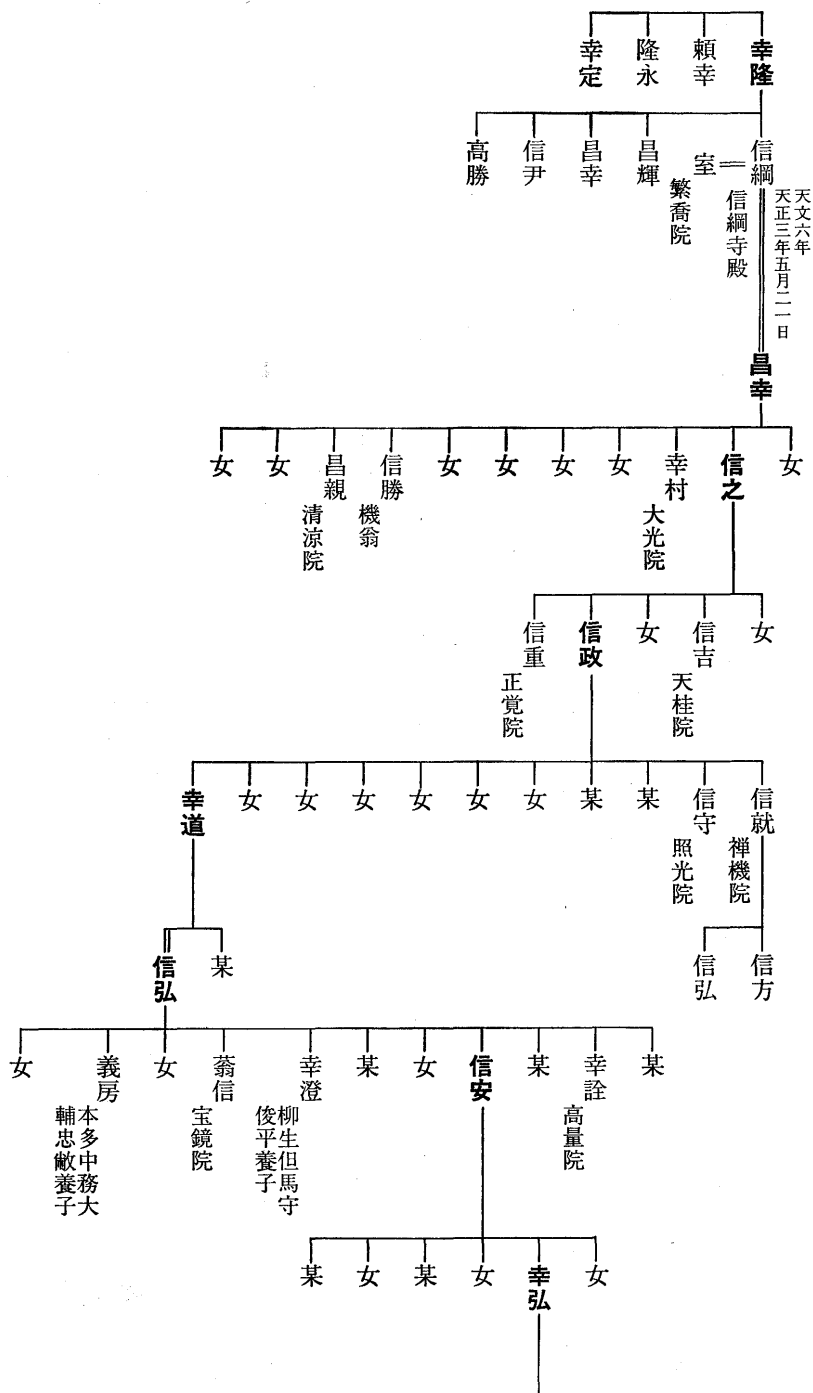 幸隆
頼幸
隆永
幸定
信綱
天文六年
天正三年五月二一日
信綱寺殿
室
繁喬院
昌輝
昌幸
信尹
高勝
昌幸
女
信之
幸村
大光院
女
女
女
女
信勝
機翁
昌親
清涼院
女
女
女
信吉
天桂院
女
信政
信重
正覚院
信就
禅機院
信守
照光院
某
某
女
女
女
女
女
女
幸道
信方
信弘
某
信弘
某
幸詮
高量院
某
信安
女
某
幸澄
柳生但馬守
俊平養子
蓊信
宝鏡院
女
義房
本多中務大
輔忠敝養子
女
女
幸弘
女
某
女
某